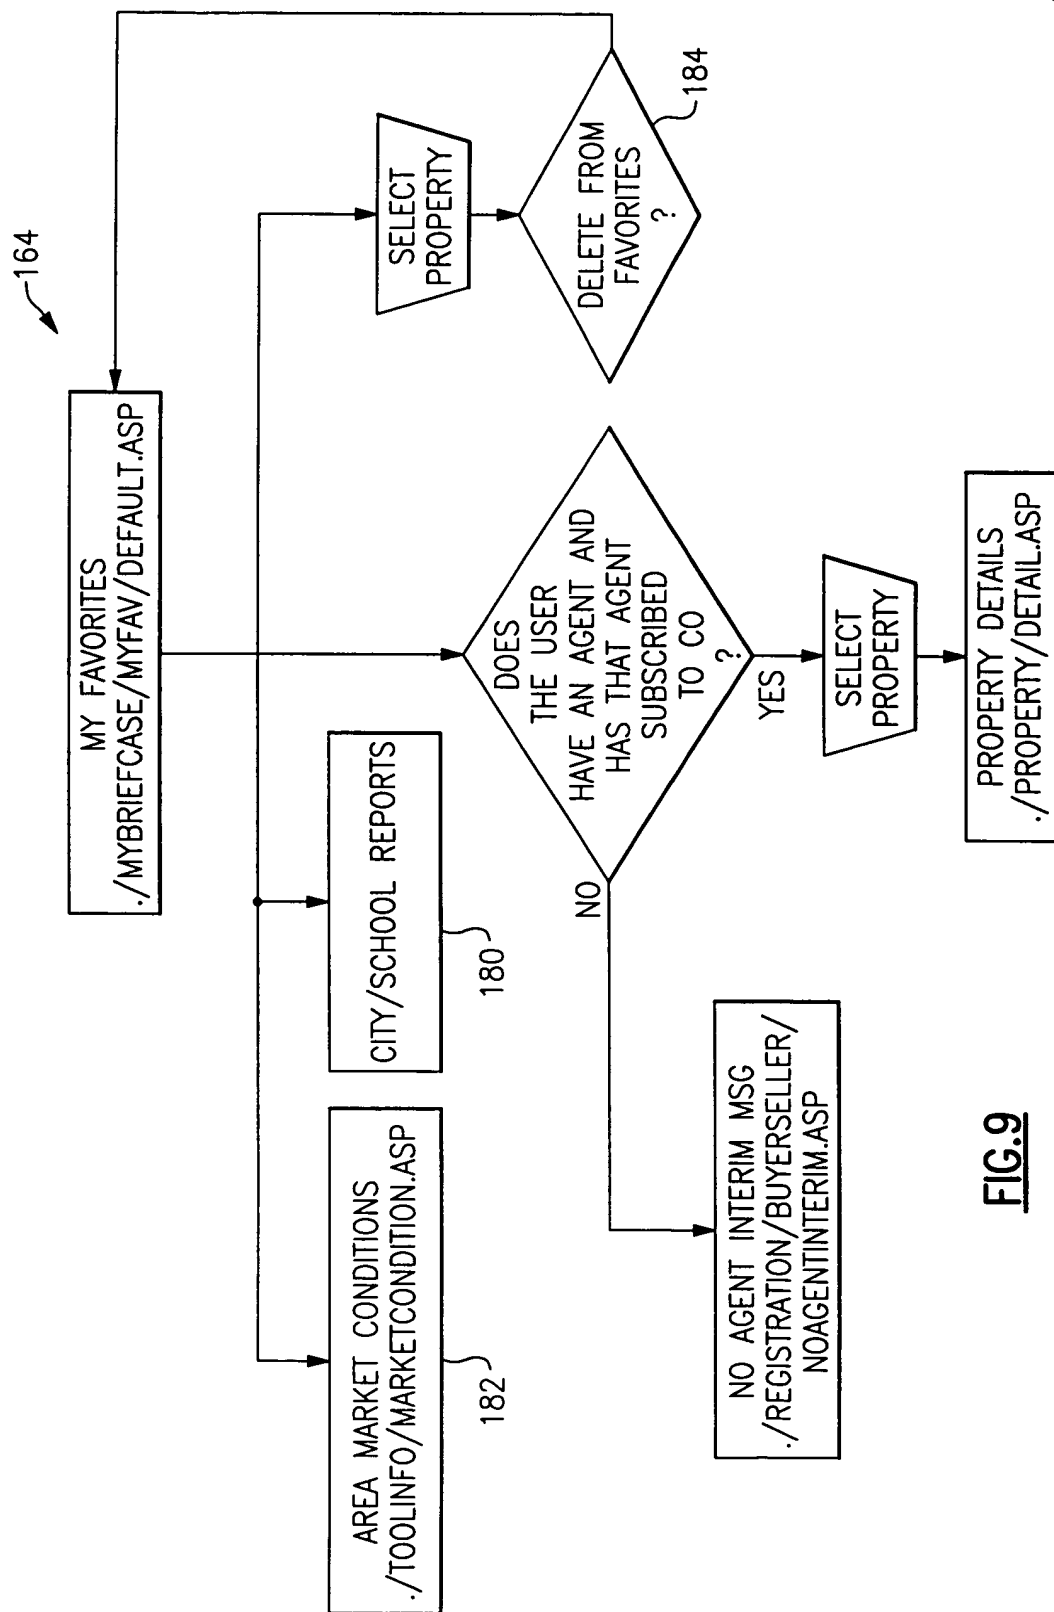 164
MY FAVORITES
./MYBRIEFCASE/MYFAV/DEFAULT.ASP
AREA MARKET CONDITIONS
./TOOLINFO/MARKETCONDITION.ASP
182
CITY/SCHOOL REPORTS
180
SELECT
PROPERTY
DELETE FROM
FAVORITES
?
184
DOES
THE USER
HAVE AN AGENT AND
HAS THAT AGENT
SUBSCRIBED
TO CO
?
NO
YES
NO AGENT INTERIM MSG
./REGISTRATION/BUYERSELLER/
NOAGENTINTERIM.ASP
SELECT
PROPERTY
PROPERTY DETAILS
./PROPERTY/DETAIL.ASP
FIG.9